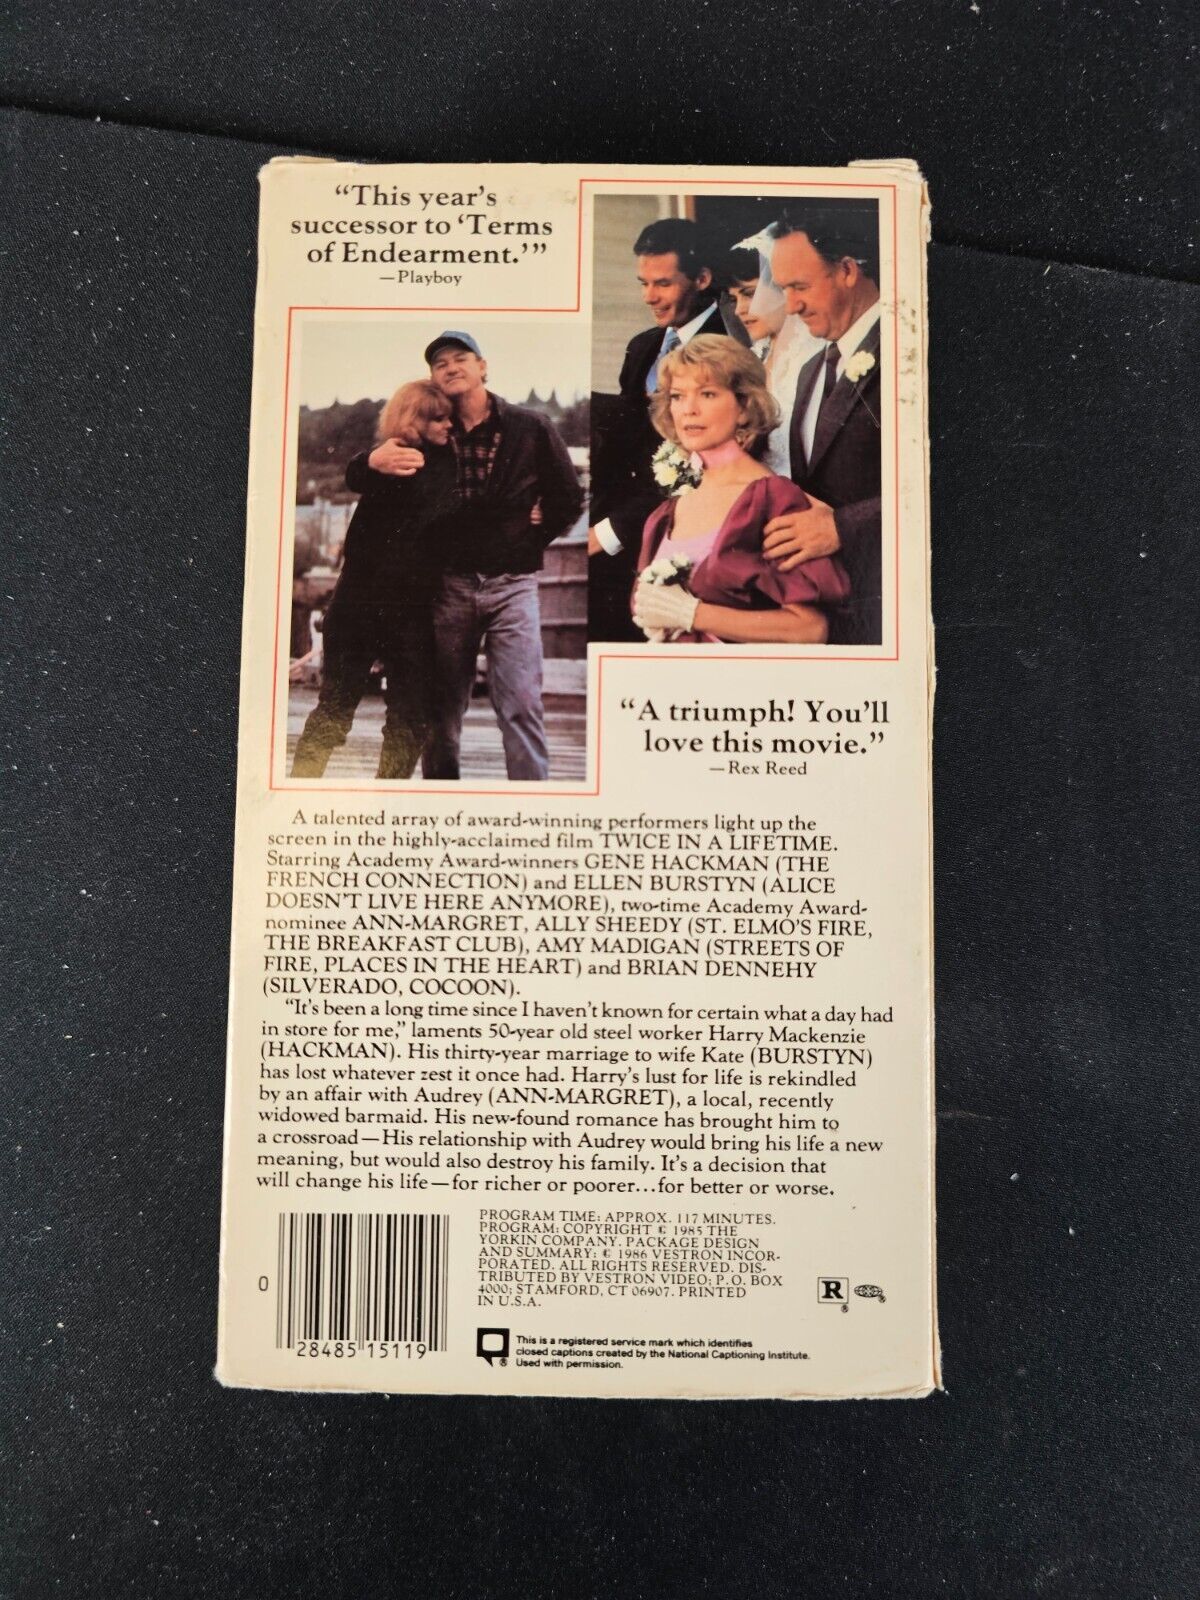 “This year’s
successor to ‘Terms
of Endearment.’”
—Playboy
“A triumph! You’ll
love this movie.”
—Rex Reed
A talented array of award-winning performers light up the
screen in the highly-acclaimed film TWICE IN A LIFETIME.
Starring Academy Award-winners GENE HACKMAN (THE
FRENCH CONNECTION) and ELLEN BURSTYN (ALICE
DOESN'T LIVE HERE ANYMORE), two-time Academy Award-
nominee ANN-MARGRET, ALLY SHEEDY (ST. ELMO'S FIRE,
THE BREAKFAST CLUB), AMY MADIGAN (STREETS OF
FIRE, PLACES IN THE HEART) and BRIAN DENNEHY
(SILVERADO, COCOON).
“It's been a long time since I haven't known for certain what a day had
in store for me,” laments 50-year old steel worker Harry Mackenzie
(HACKMAN). His thirty-year marriage to wife Kate (BURSTYN)
has lost whatever zest it once had. Harry's lust for life is rekindled
by an affair with Audrey (ANN-MARGRET), a local, recently
widowed barmaid. His new-found romance has brought him to
a crossroad—His relationship with Audrey would bring his life a new
meaning, but would also destroy his family. It's a decision that
will change his life—for richer or poorer...for better or worse.
PROGRAM TIME: APPROX. 117 MINUTES.
PROGRAM: COPYRIGHT © 1985 THE
YORKIN COMPANY. PACKAGE DESIGN
AND SUMMARY: © 1986 VESTRON INCOR-
PORATED. ALL RIGHTS RESERVED. DIS-
TRIBUTED BY VESTRON VIDEO; P.O. BOX
4000; STAMFORD, CT 06907. PRINTED
IN U.S.A.
R ®
0 28485 15119
This is a registered service mark which identifies
closed captions created by the National Captioning Institute.
® Used with permission.